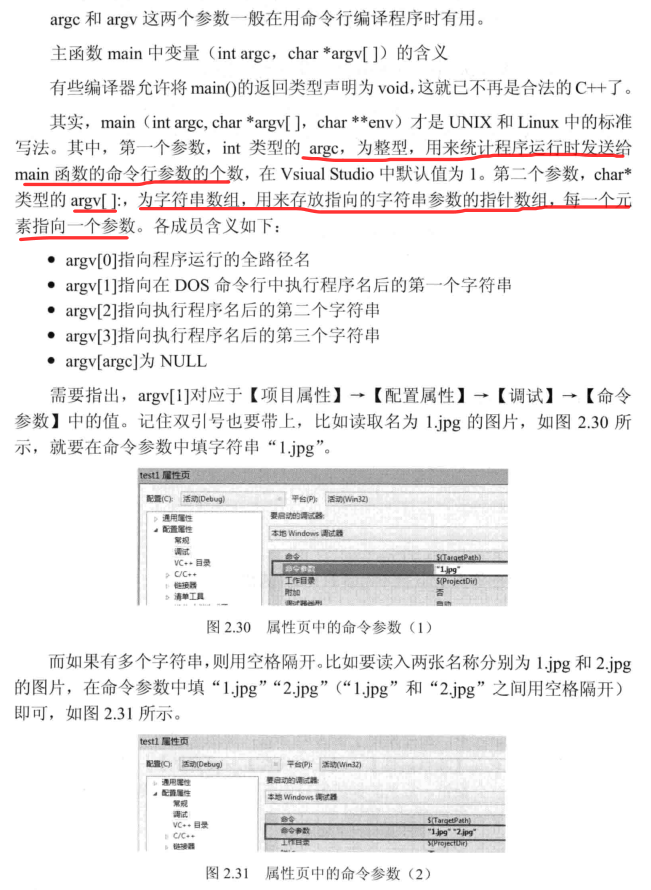 argc 和 argv 这两个参数一般在用命令行编译程序时有用。
主函数 main 中变量（int argc，char *argv[ ]）的含义
有些编译器允许将 main()的返回类型声明为 void，这就已不再是合法的 C++了。
其实，main（int argc, char *argv[ ]，char **env）才是 UNIX 和 Linux 中的标准
写法。其中，第一个参数，int 类型的 argc，为整型，用来统计程序运行时发送给
main 函数的命令行参数的个数，在 Vsiual Studio 中默认值为 1。第二个参数，char*
类型的 argv[ ]:，为字符串数组，用来存放指向的字符串参数的指针数组，每一个元
素指向一个参数。各成员含义如下：
● argv[0]指向程序运行的全路径名
● argv[1]指向在 DOS 命令行中执行程序名后的第一个字符串
● argv[2]指向执行程序名后的第二个字符串
● argv[3]指向执行程序名后的第三个字符串
● argv[argc]为 NULL
需要指出，argv[1]对应于【项目属性】→【配置属性】→【调试】→【命令
参数】中的值。记住双引号也要带上，比如读取名为 1.jpg 的图片，如图 2.30 所
示，就要在命令参数中填字符串“1.jpg”。
test1 属性页
配置(C): 活动(Debug) 平台(P): 活动(Win32)
通用属性
配置属性
常规
调试
VC++ 目录
C/C++
链接器
清单工具
要启动的调试器:
本地 Windows 调试器
命令 $(TargetPath)
命令参数 "1.jpg"
工作目录 $(ProjectDir)
附加 否
调试器类型 自动
图 2.30 属性页中的命令参数（1）
而如果有多个字符串，则用空格隔开。比如要读入两张名称分别为 1.jpg 和 2.jpg
的图片，在命令参数中填“1.jpg”“2.jpg”（“1.jpg”和“2.jpg”之间用空格隔开）
即可，如图 2.31 所示。
test1 属性页
配置(C): 活动(Debug) 平台(P): 活动(Win32)
通用属性
配置属性
常规
调试
VC++ 目录
C/C++
链接器
要启动的调试器:
本地 Windows 调试器
命令 $(TargetPath)
命令参数 "1.jpg" "2.jpg"
工作目录 $(ProjectDir)
图 2.31 属性页中的命令参数（2）